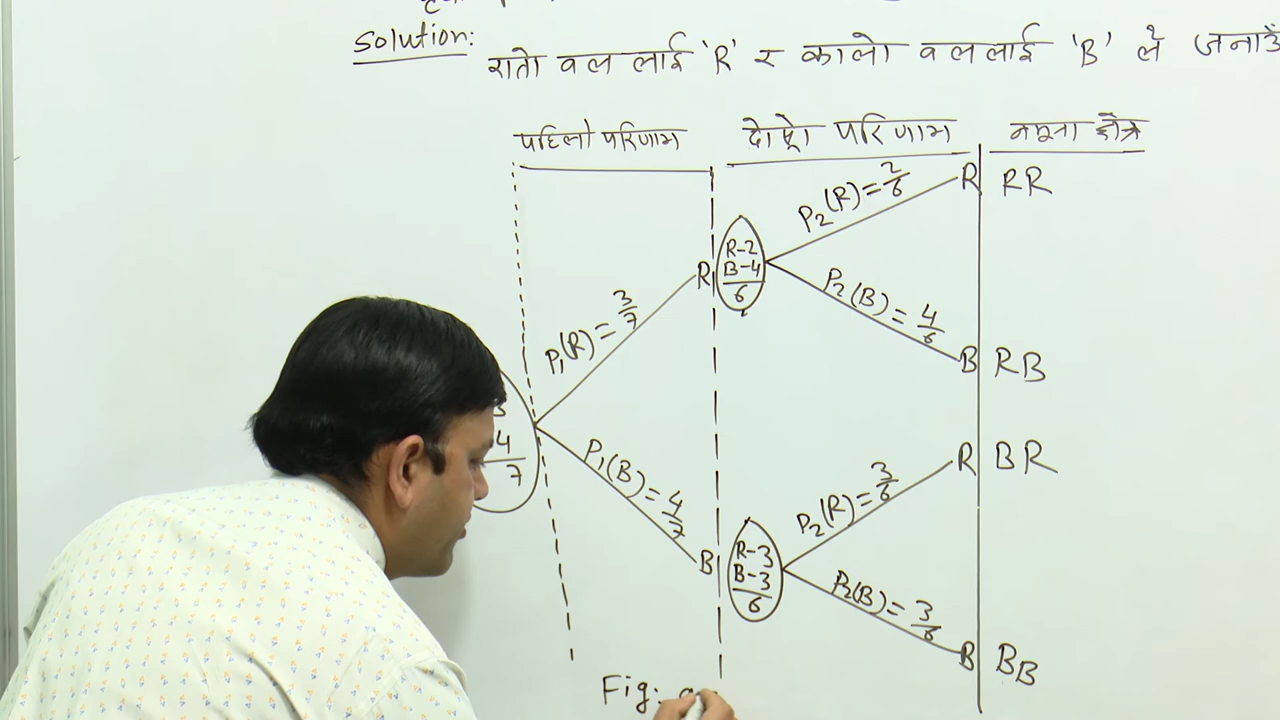 Solution:
रातो बल लाई 'R' र कालो बललाई 'B' ले जनाउँ
पहिलो परिणाम
दोस्रो परिणाम
नमूना क्षेत्र
P₂(R)=2/6
R
RR
R-2
B-4
6
R
P₂(B)=4/6
B
RB
P₁(R)=3/7
3
4
7
P₁(B)=4/7
P₂(R)=3/6
R
BR
R-3
B-3
6
B
P₂(B)=3/6
B
BB
Fig: